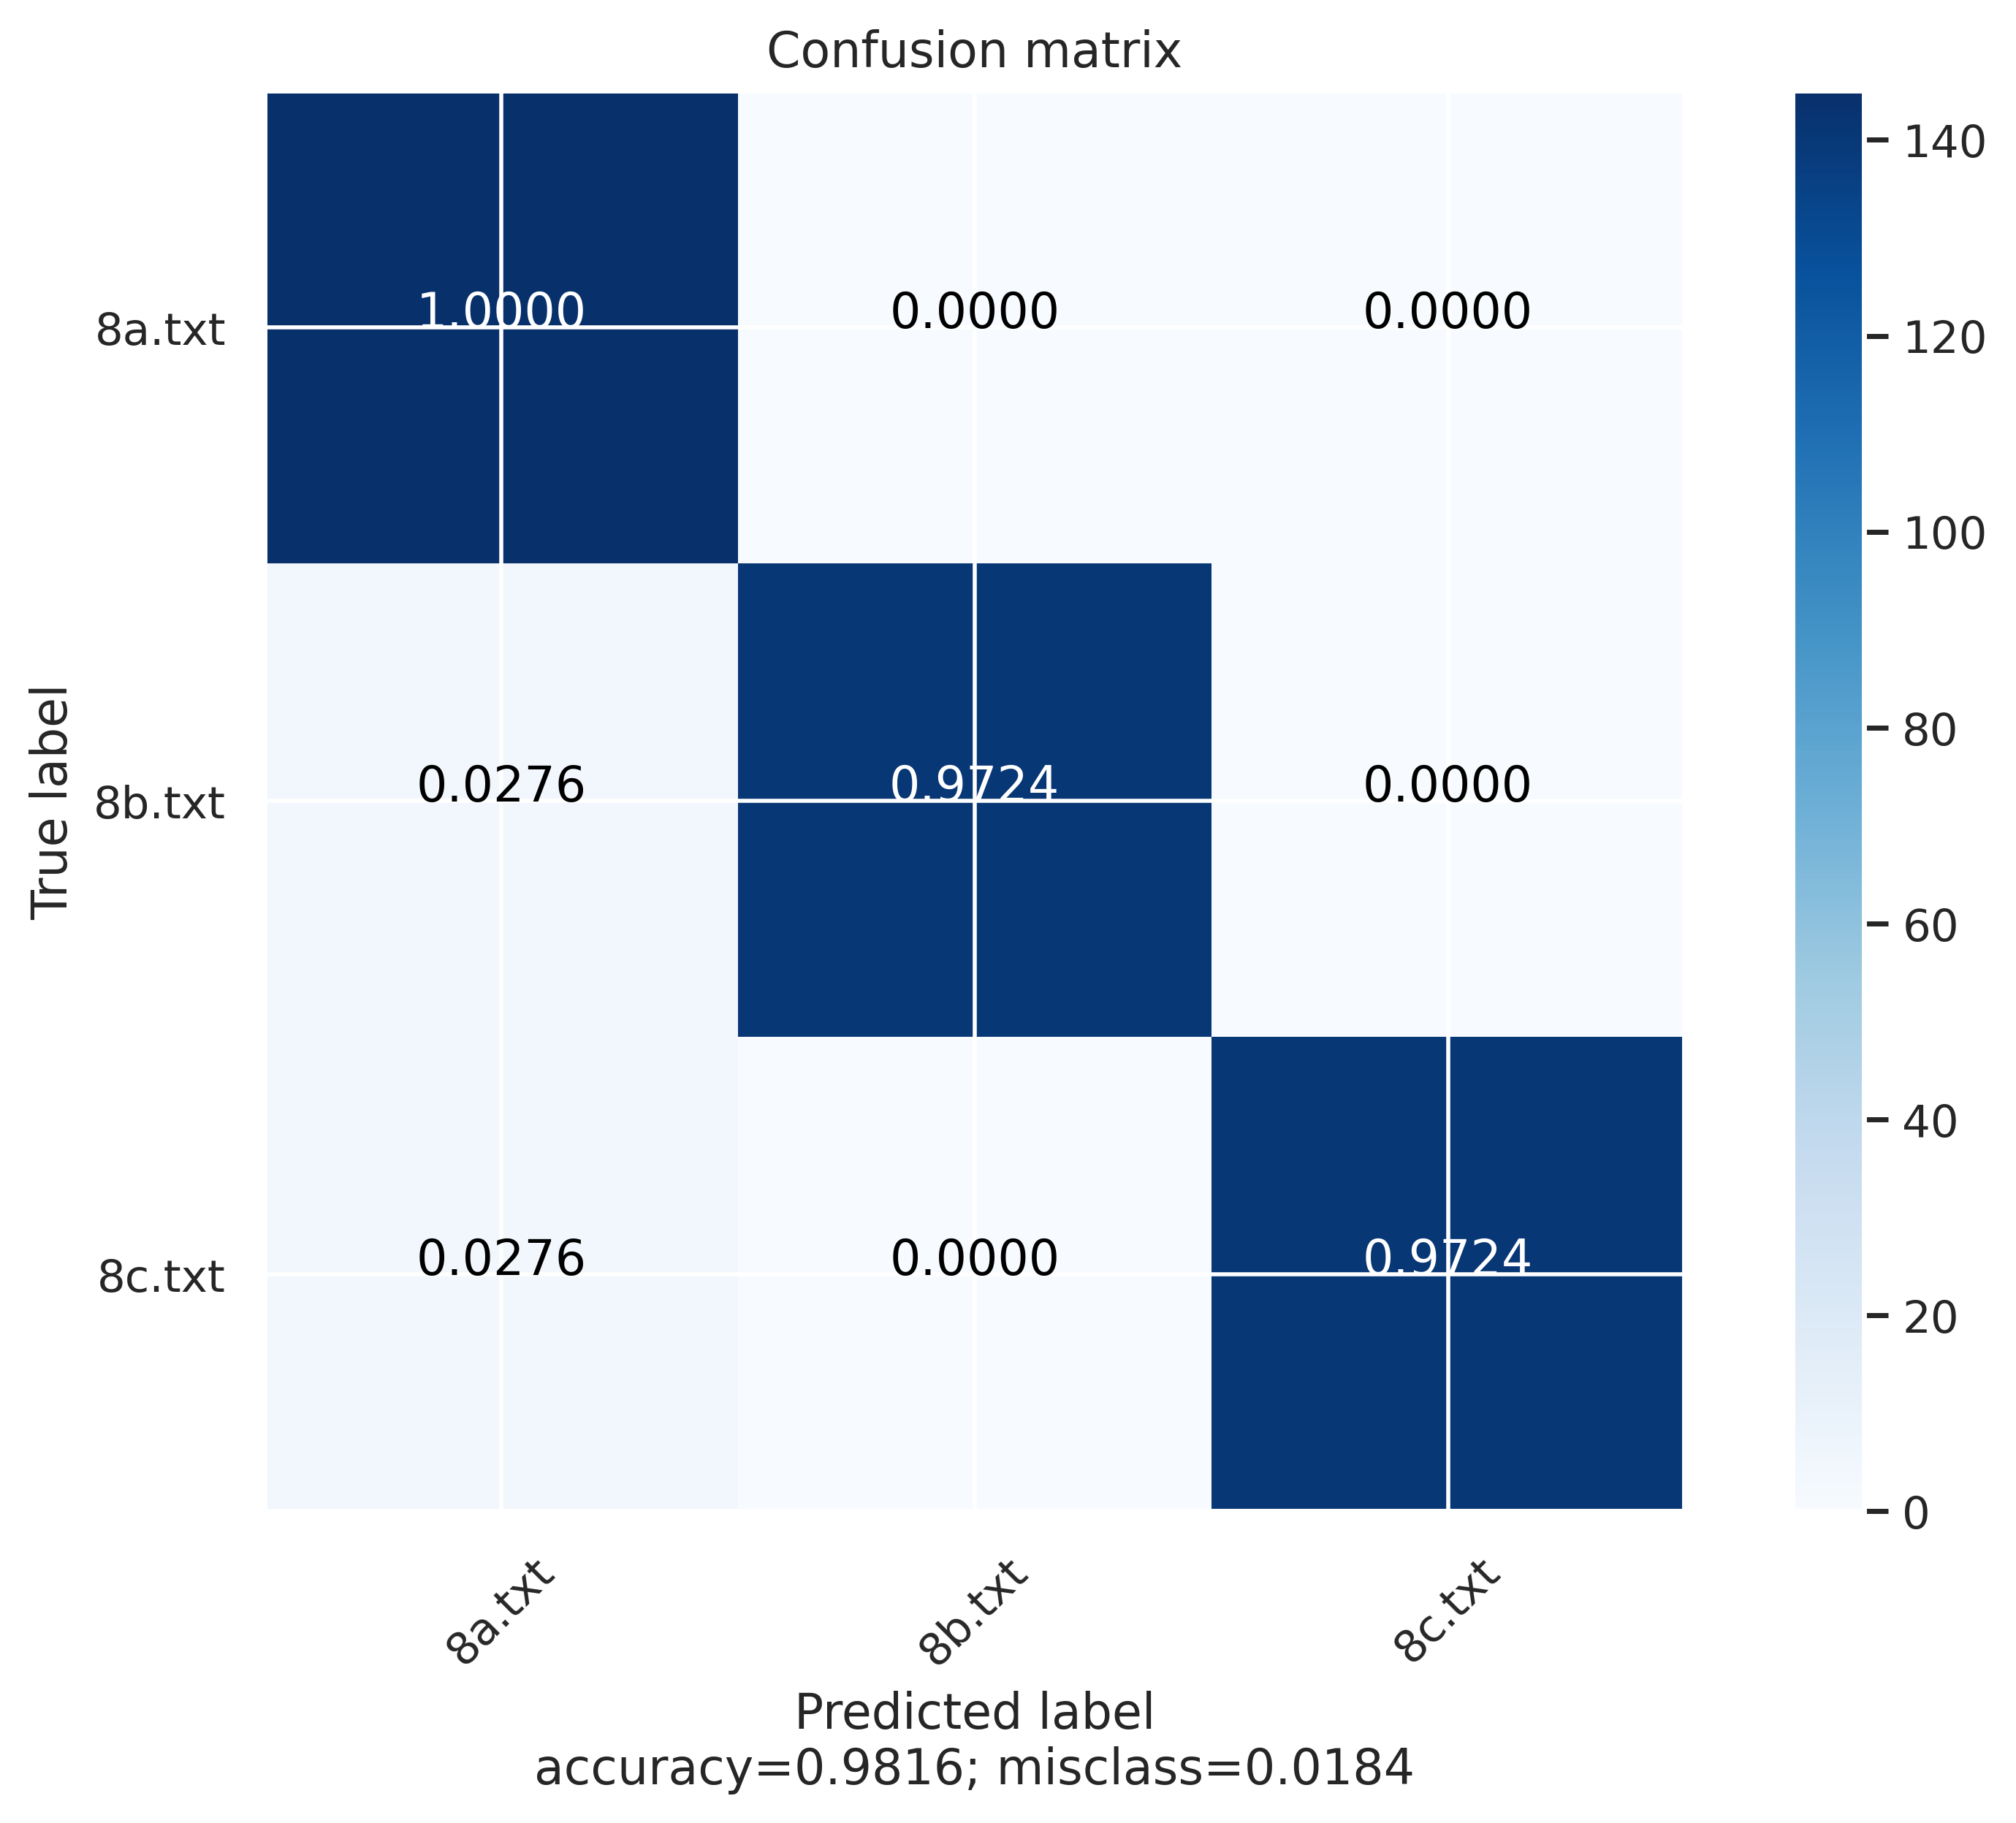 Confusion matrix
8a.txt
1.0000 0.0000 0.0000
8b.txt
0.0276 0.9724 0.0000
8c.txt
0.0276 0.0000 0.9724
True label
8a.txt 8b.txt 8c.txt
Predicted label
accuracy=0.9816; misclass=0.0184
140
120
100
80
60
40
20
0